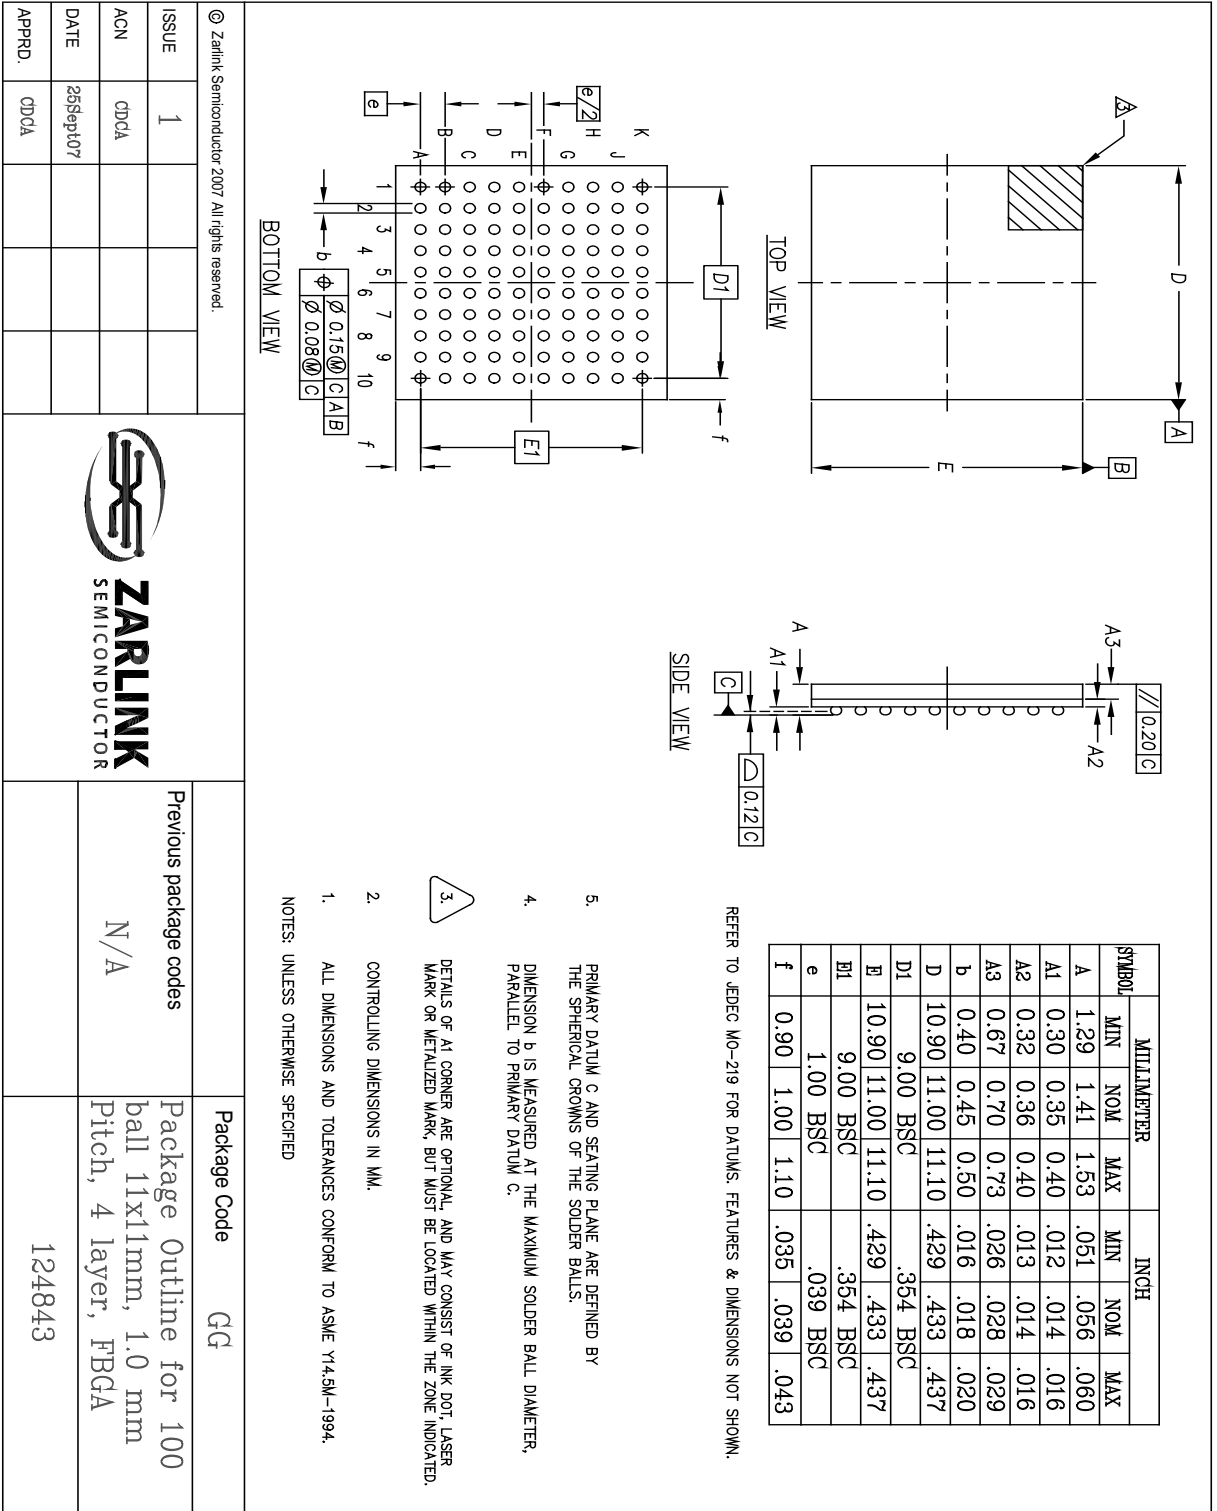 TOP VIEW
3
D
A
B
E
BOTTOM VIEW
e
e/2
K
J
H
G
F
E
D
C
B
A
1
2
3
4
5
6
7
8
9
10
D1
E1
f
f
b
⌖ Ø 0.15 Ⓜ C A B
Ø 0.08 Ⓜ C
SIDE VIEW
A3
A2
A
A1
C
// 0.20 C
⌓ 0.12 C
SYMBOL MILLIMETER INCH
MIN NOM MAX MIN NOM MAX
A 1.29 1.41 1.53 .051 .056 .060
A1 0.30 0.35 0.40 .012 .014 .016
A2 0.32 0.36 0.40 .013 .014 .016
A3 0.67 0.70 0.73 .026 .028 .029
b 0.40 0.45 0.50 .016 .018 .020
D 10.90 11.00 11.10 .429 .433 .437
D1 9.00 BSC .354 BSC
E 10.90 11.00 11.10 .429 .433 .437
E1 9.00 BSC .354 BSC
e 1.00 BSC .039 BSC
f 0.90 1.00 1.10 .035 .039 .043
REFER TO JEDEC MO-219 FOR DATUMS. FEATURES & DIMENSIONS NOT SHOWN.
5. PRIMARY DATUM C AND SEATING PLANE ARE DEFINED BY
THE SPHERICAL CROWNS OF THE SOLDER BALLS.
4. DIMENSION b IS MEASURED AT THE MAXIMUM SOLDER BALL DIAMETER,
PARALLEL TO PRIMARY DATUM C.
3. DETAILS OF A1 CORNER ARE OPTIONAL, AND MAY CONSIST OF INK DOT, LASER
MARK OR METALIZED MARK, BUT MUST BE LOCATED WITHIN THE ZONE INDICATED.
2. CONTROLLING DIMENSIONS IN MM.
1. ALL DIMENSIONS AND TOLERANCES CONFORM TO ASME Y14.5M-1994.
NOTES: UNLESS OTHERWISE SPECIFIED
© Zarlink Semiconductor 2007 All rights reserved.
ISSUE 1
ACN CDCA
DATE 25Sept07
APPRD. CDCA
ZARLINK
SEMICONDUCTOR
Previous package codes
N/A
Package Code GG
Package Outline for 100
ball 11x11mm, 1.0 mm
Pitch, 4 layer, FBGA
124843